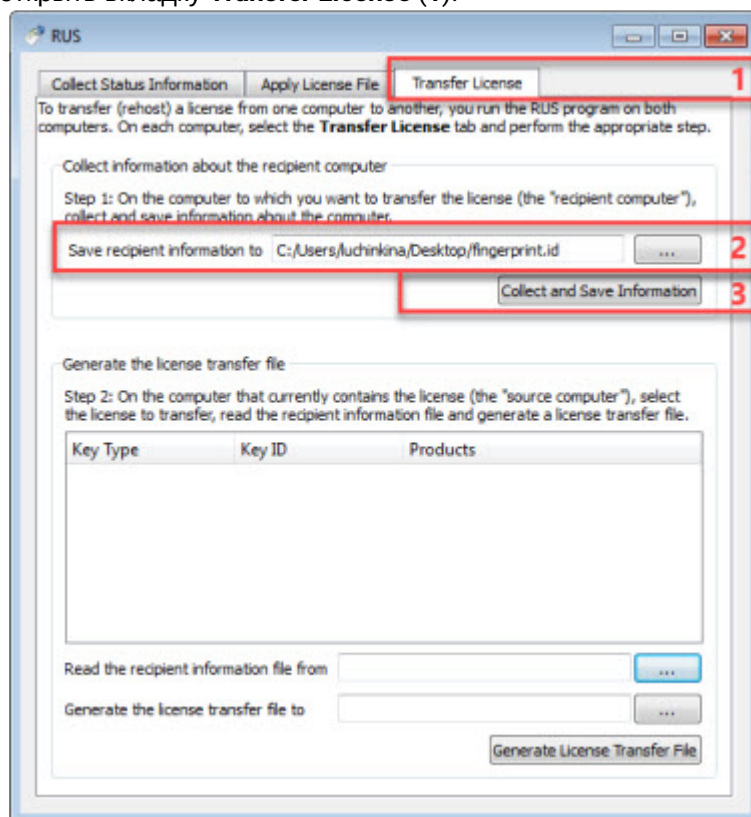 открыть вкладку Transfer License (1).
RUS
Collect Status Information Apply License File Transfer License 1
To transfer (rehost) a license from one computer to another, you run the RUS program on both
computers. On each computer, select the Transfer License tab and perform the appropriate step.
Collect information about the recipient computer
Step 1: On the computer to which you want to transfer the license (the "recipient computer"),
collect and save information about the computer.
Save recipient information to C:/Users/luchinkina/Desktop/fingerprint.id ... 2
Collect and Save Information 3
Generate the license transfer file
Step 2: On the computer that currently contains the license (the "source computer"), select
the license to transfer, read the recipient information file and generate a license transfer file.
Key Type Key ID Products
Read the recipient information file from ...
Generate the license transfer file to ...
Generate License Transfer File